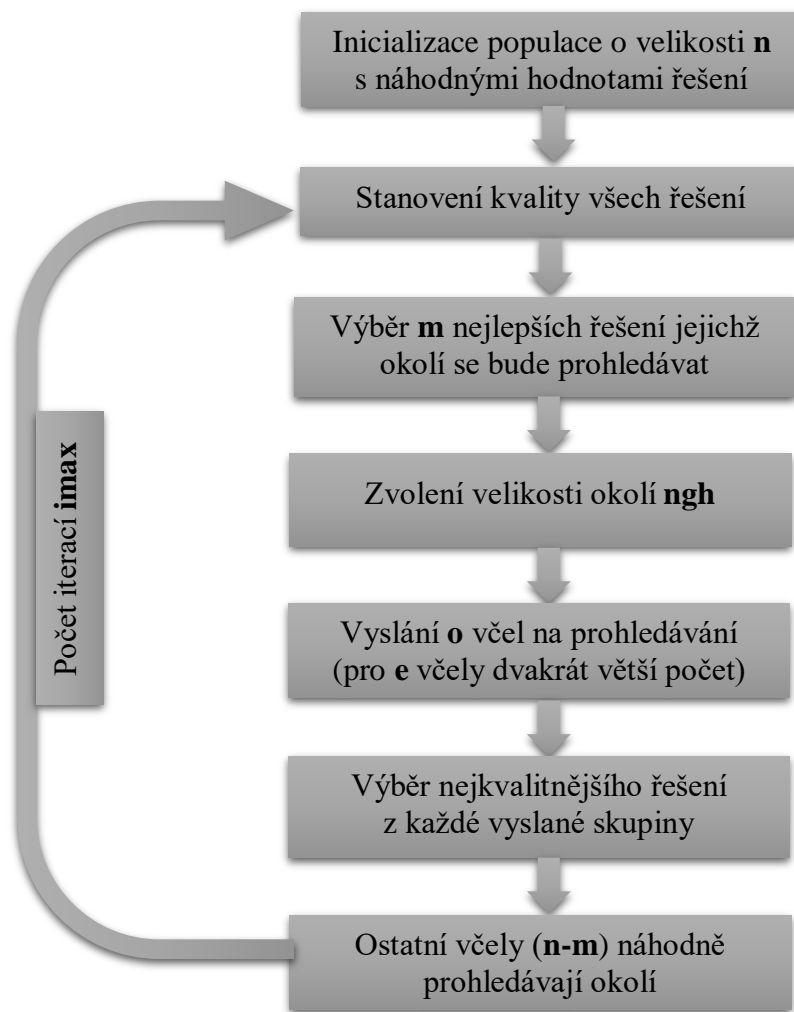 Inicializace populace o velikosti n
s náhodnými hodnotami řešení
Stanovení kvality všech řešení
Výběr m nejlepších řešení jejichž
okolí se bude prohledávat
Zvolení velikosti okolí ngh
Vyslání o včel na prohledávání
(pro e včely dvakrát větší počet)
Výběr nejkvalitnějšího řešení
z každé vyslané skupiny
Ostatní včely (n-m) náhodně
prohledávají okolí
Počet iterací imax